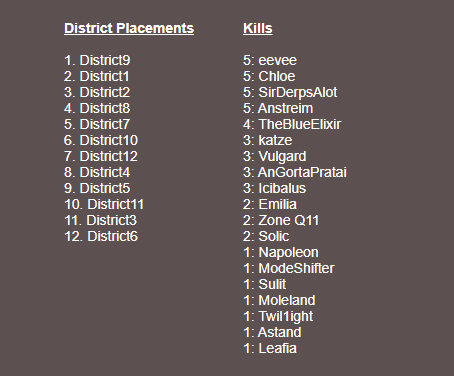 District Placements
1. District9
2. District1
3. District2
4. District8
5. District7
6. District10
7. District12
8. District4
9. District5
10. District11
11. District3
12. District6
Kills
5: eevee
5: Chloe
5: SirDerpsAlot
5: Anstreim
4: TheBlueElixir
3: katze
3: Vulgard
3: AnGortaPratai
3: Icibalus
2: Emilia
2: Zone Q11
2: Solic
1: Napoleon
1: ModeShifter
1: Sulit
1: Moleland
1: Twil1ight
1: Astand
1: Leafia